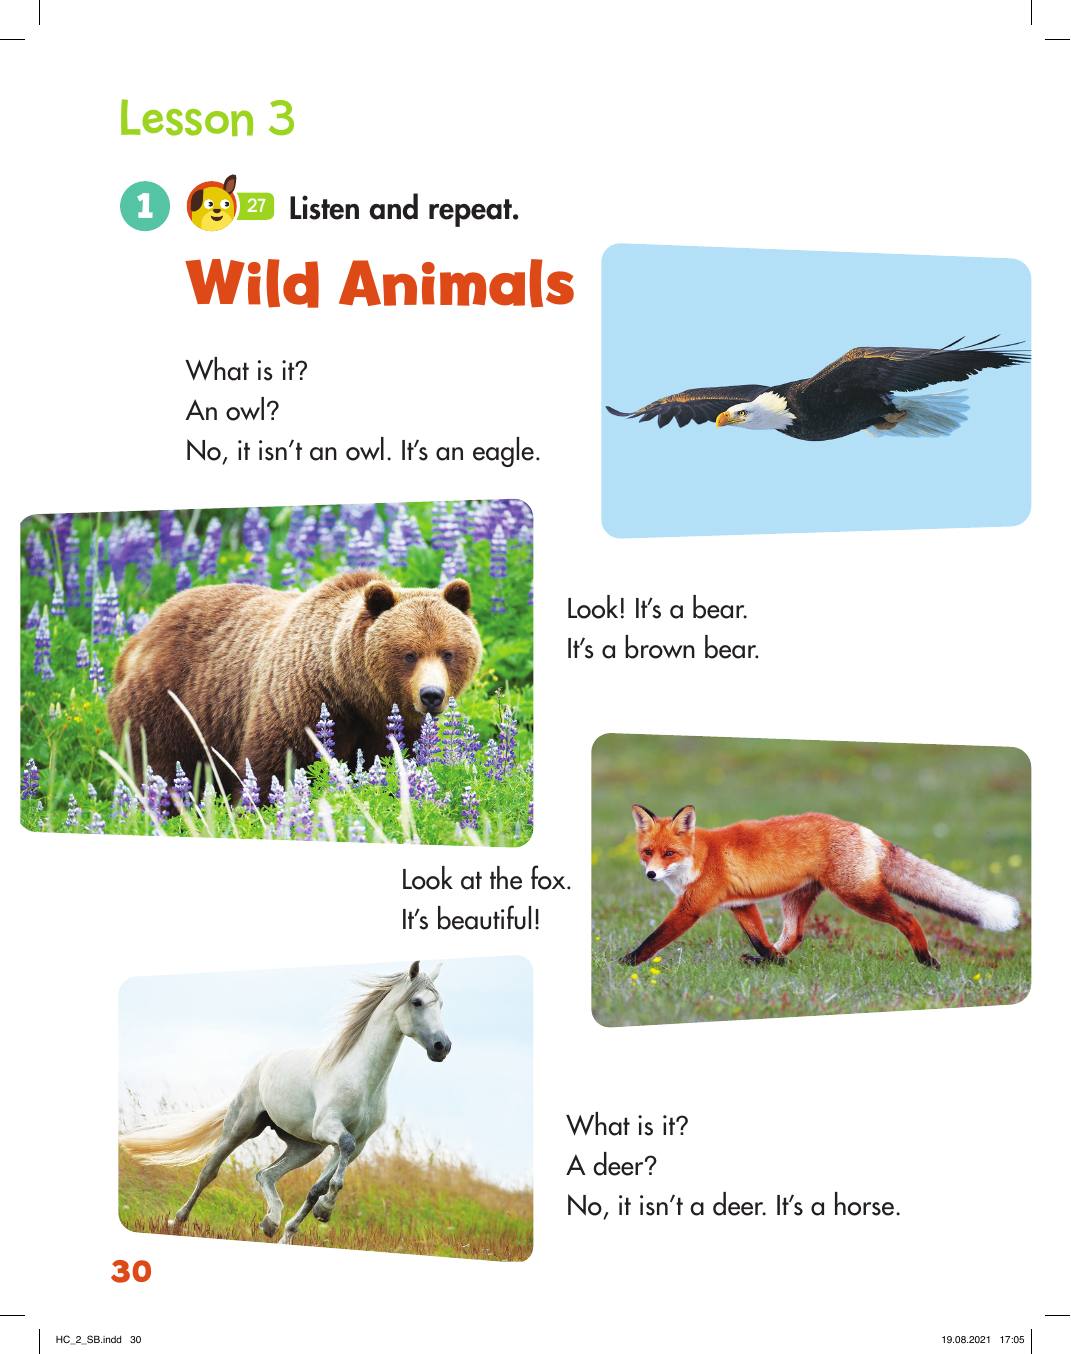 Lesson 3
1 27 Listen and repeat.
Wild Animals
What is it?
An owl?
No, it isn’t an owl. It’s an eagle.
Look! It’s a bear.
It’s a brown bear.
Look at the fox.
It’s beautiful!
What is it?
A deer?
No, it isn’t a deer. It’s a horse.
30
HC_2_SB.indd 30 19.08.2021 17:05